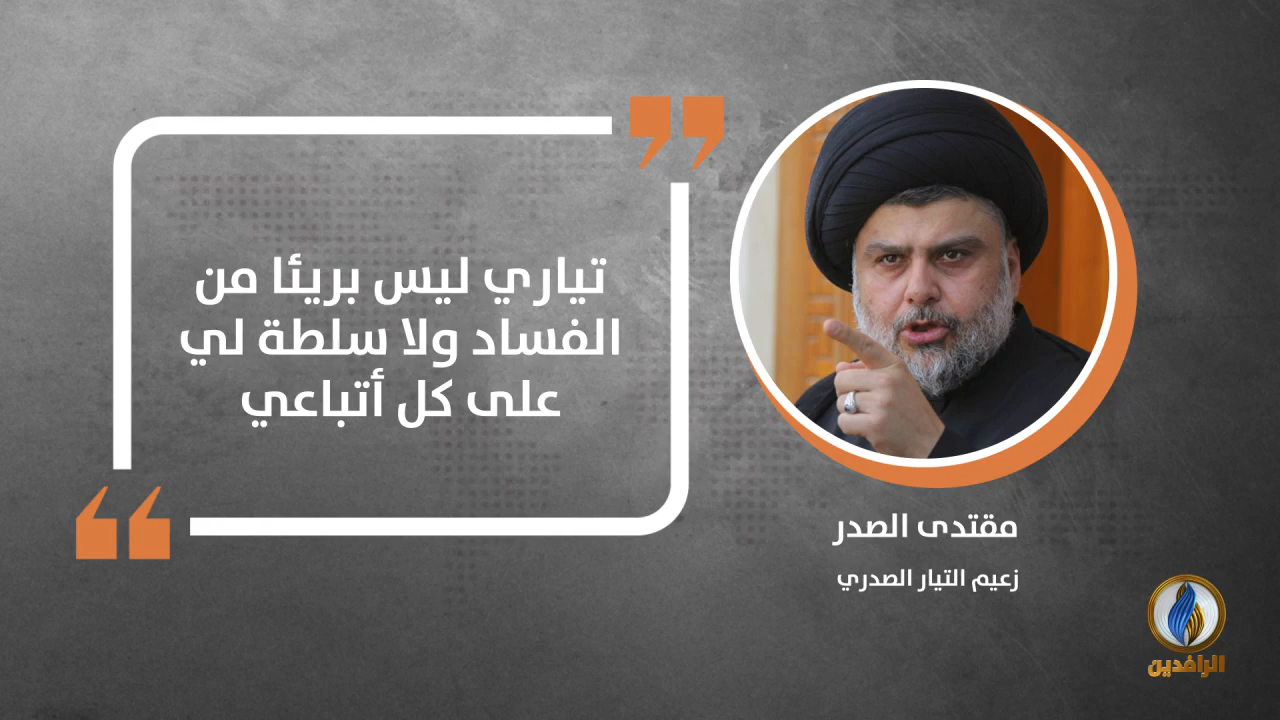 تياري ليس بريئا من
الفساد ولا سلطة لي
على كل أتباعي
مقتدى الصدر
زعيم التيار الصدري
الرافدين